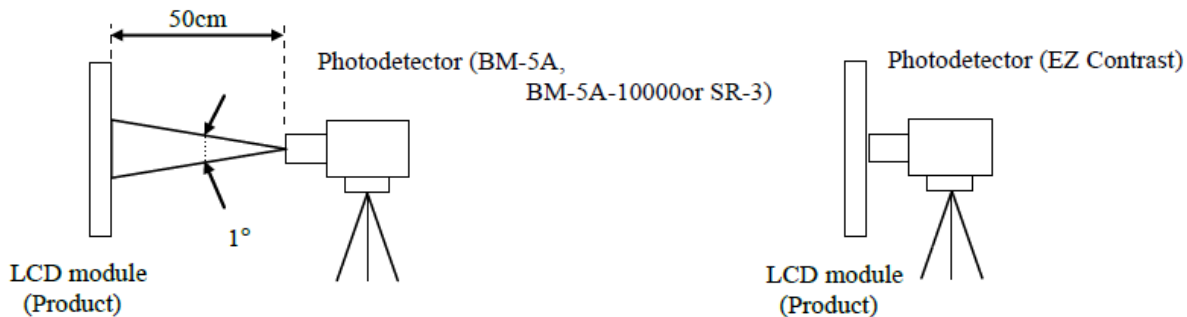 50cm
Photodetector (BM-5A,
BM-5A-10000or SR-3)
1°
LCD module
(Product)
Photodetector (EZ Contrast)
LCD module
(Product)